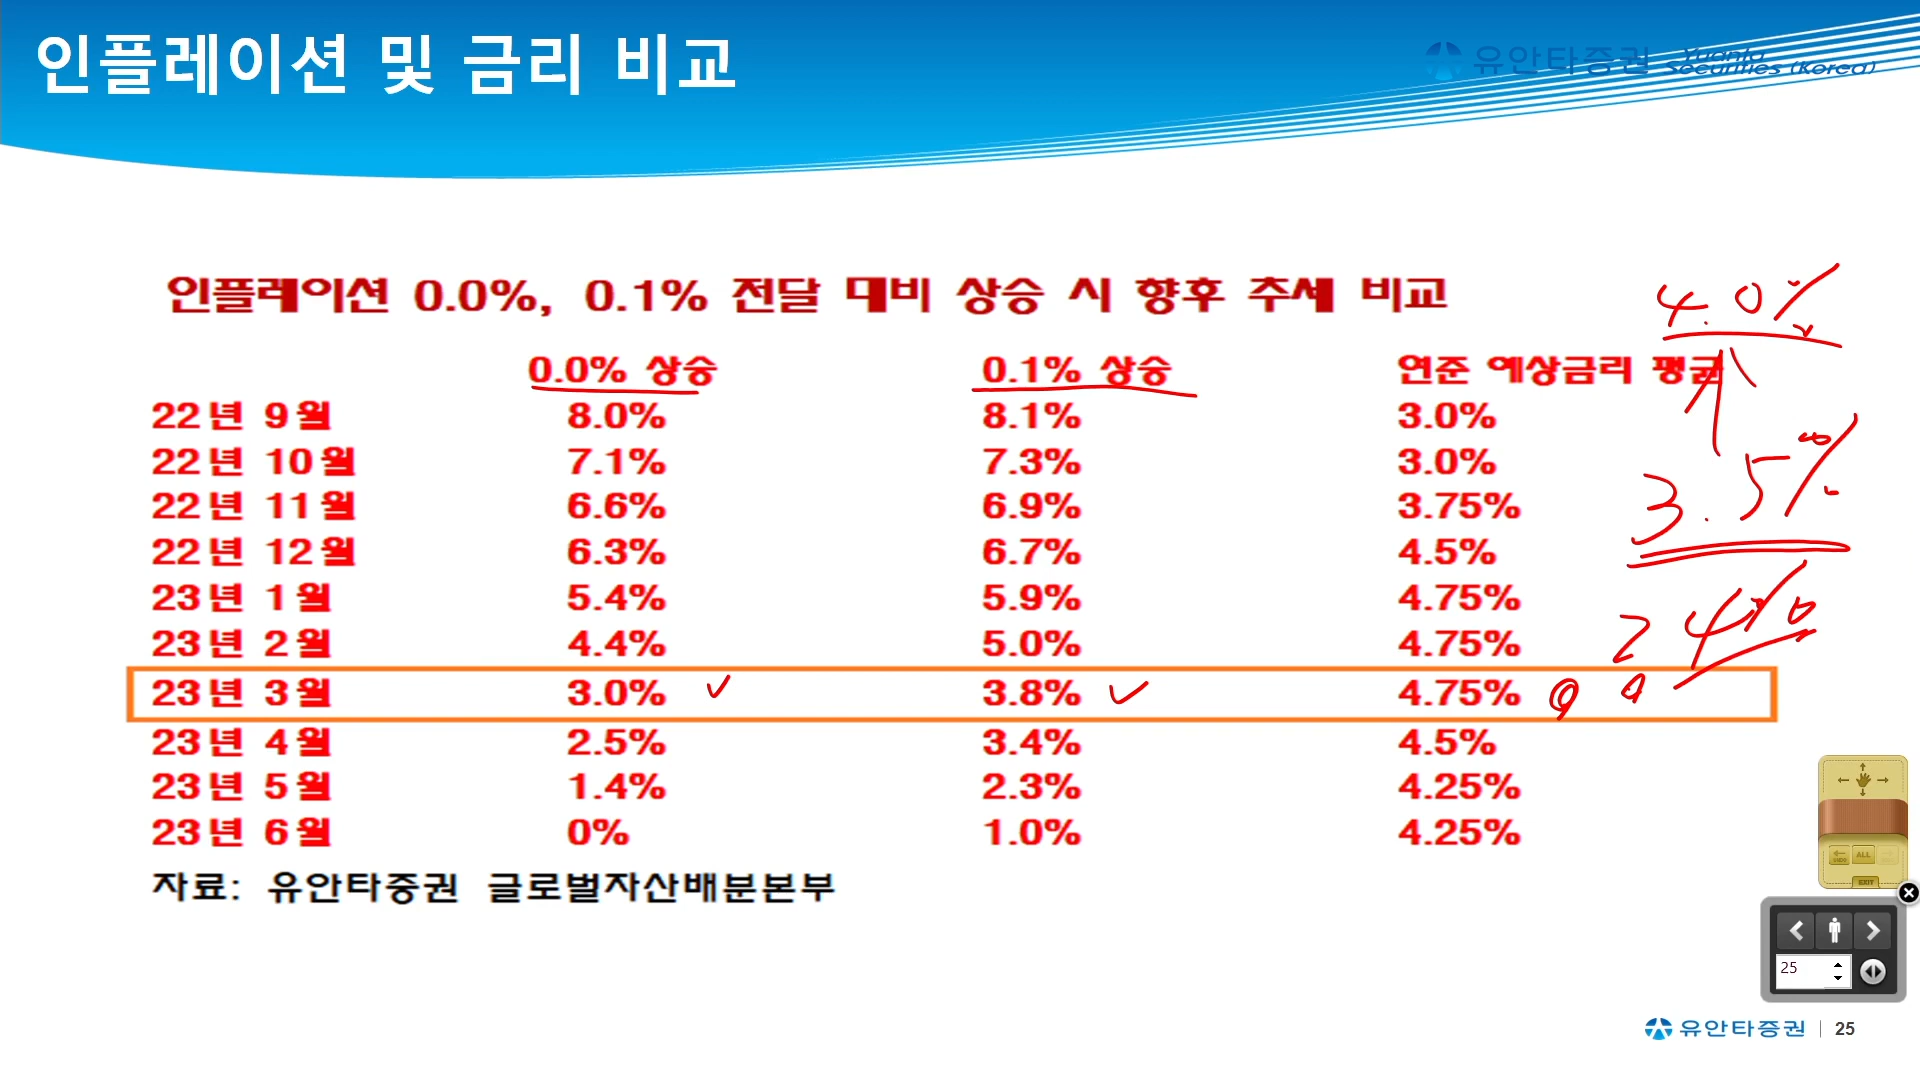 인플레이션 및 금리 비교
유안타증권 Yuanta Securities (Korea)
인플레이션 0.0%, 0.1% 전달 대비 상승 시 향후 추세 비교
4.0%
0.0% 상승 0.1% 상승 연준 예상금리 평균
22년 9월 8.0% 8.1% 3.0%
22년 10월 7.1% 7.3% 3.0%
22년 11월 6.6% 6.9% 3.75%
3.5%
22년 12월 6.3% 6.7% 4.5%
23년 1월 5.4% 5.9% 4.75%
23년 2월 4.4% 5.0% 4.75%
23년 3월 3.0% 3.8% 4.75%
23년 4월 2.5% 3.4% 4.5%
23년 5월 1.4% 2.3% 4.25%
23년 6월 0% 1.0% 4.25%
자료: 유안타증권 글로벌자산배분본부
ALL
EXIT
25
유안타증권 | 25